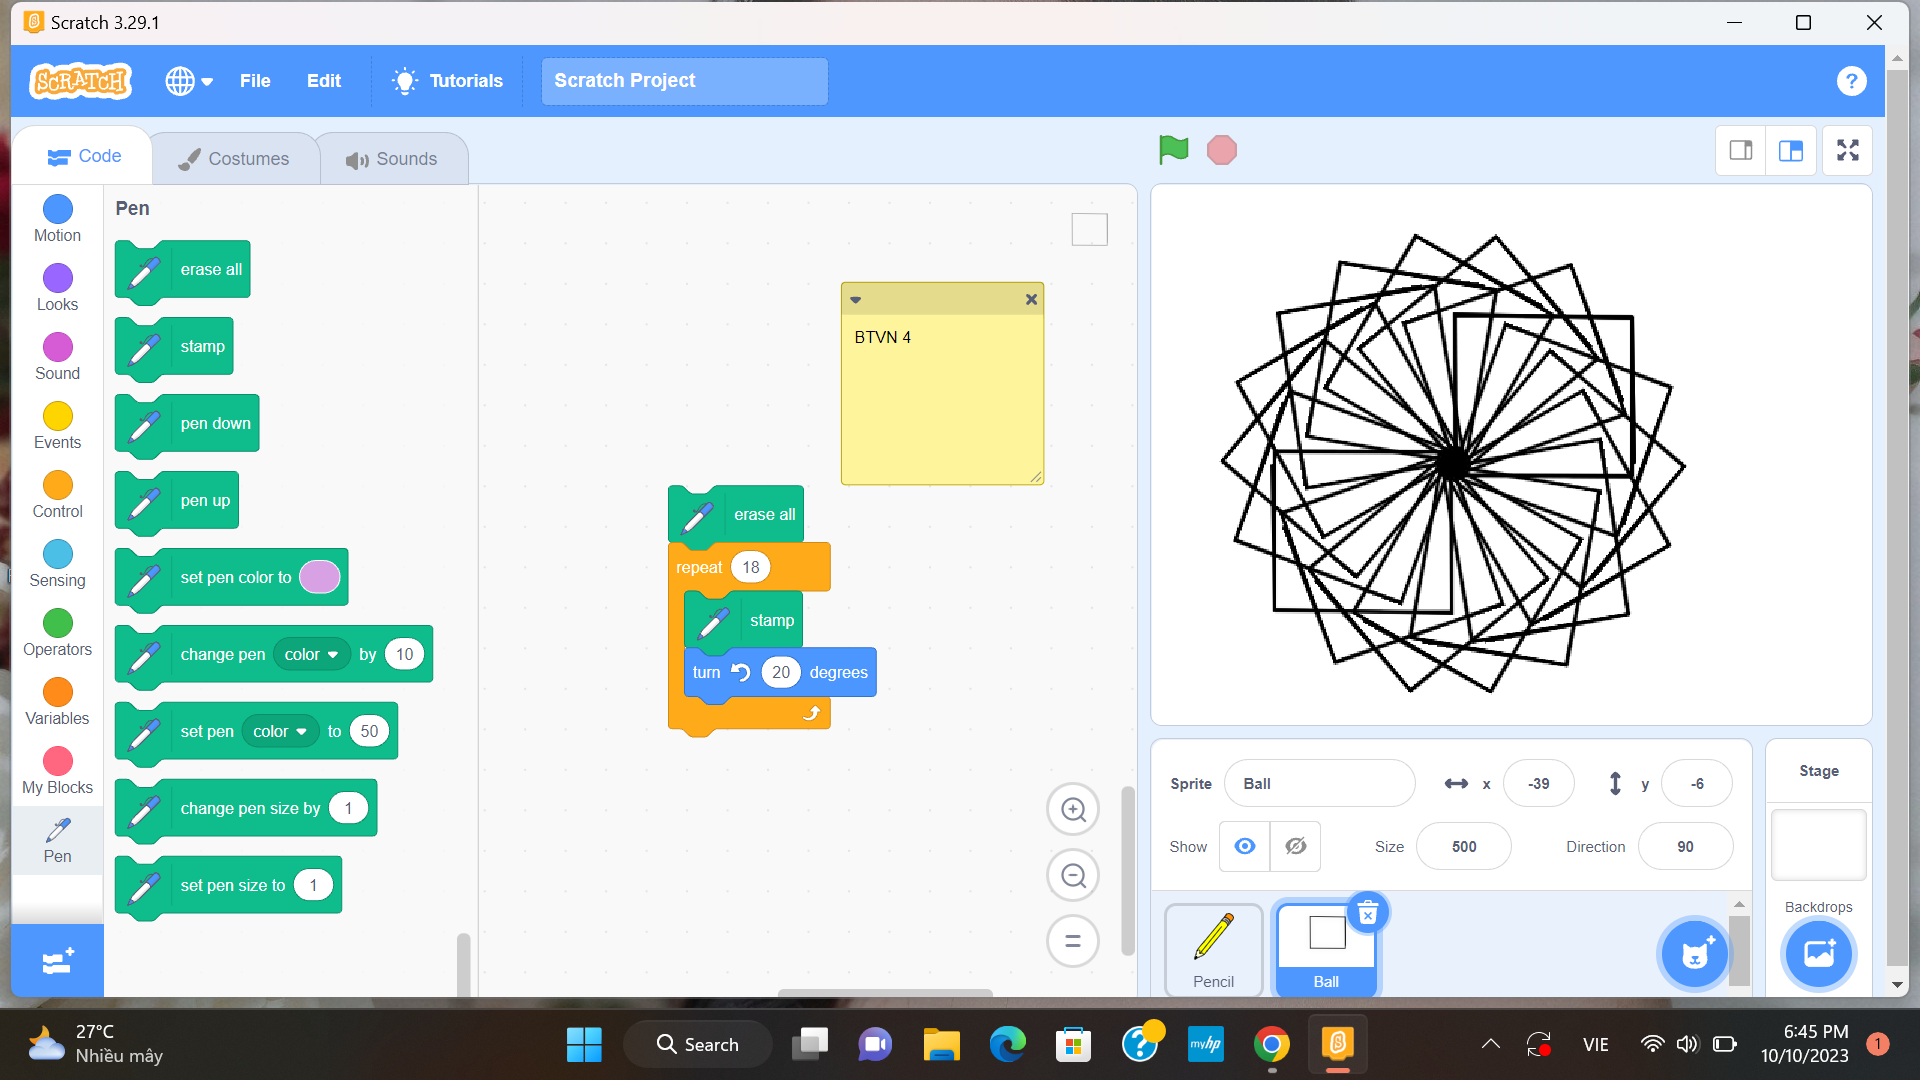 Scratch 3.29.1
SCRATCH
File
Edit
Tutorials
Scratch Project
?
Code
Costumes
Sounds
Motion
Looks
Sound
Events
Control
Sensing
Operators
Variables
My Blocks
Pen
Pen
erase all
stamp
pen down
pen up
set pen color to
change pen color by 10
set pen color to 50
change pen size by 1
set pen size to 1
BTVN 4
erase all
repeat 18
stamp
turn 20 degrees
Sprite Ball x -39 y -6
Show Size 500 Direction 90
Pencil
Ball
Stage
Backdrops
27°C
Nhiều mây
Search
myhp
VIE
6:45 PM
10/10/2023
1